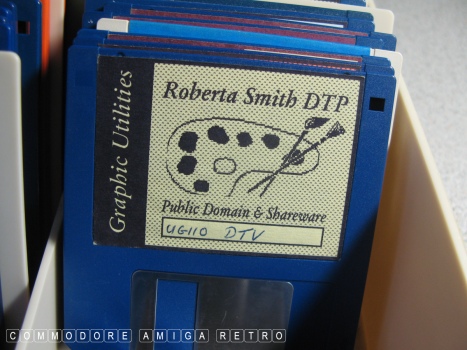 Graphic Utilities
Roberta Smith DTP
Public Domain & Shareware
UG110 DTV
COMMODORE AMIGA RETRO